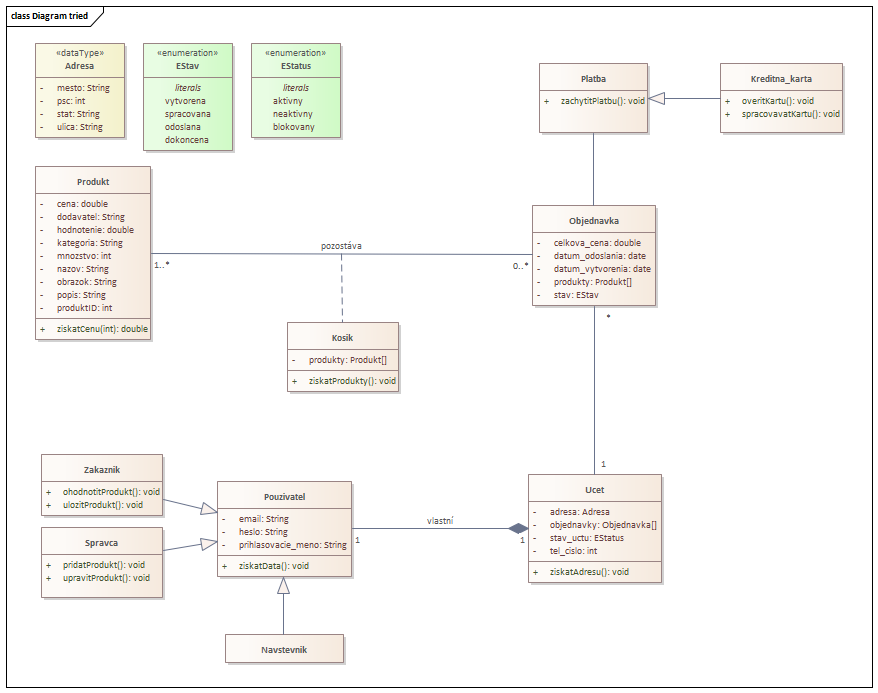 class Diagram tried
«dataType»
Adresa
- mesto: String
- psc: int
- stat: String
- ulica: String
«enumeration»
EStav
literals
vytvorena
spracovana
odoslana
dokoncena
«enumeration»
EStatus
literals
aktivny
neaktivny
blokovany
Platba
+ zachytitPlatbu(): void
Kreditna_karta
+ overitKartu(): void
+ spracovavatKartu(): void
Produkt
- cena: double
- dodavatel: String
- hodnotenie: double
- kategoria: String
- mnozstvo: int
- nazov: String
- obrazok: String
- popis: String
- produktID: int
+ ziskatCenu(int): double
pozostáva
1..*
0..*
Objednavka
- celkova_cena: double
- datum_odoslania: date
- datum_vytvorenia: date
- produkty: Produkt[]
- stav: EStav
*
Kosik
- produkty: Produkt[]
+ ziskatProdukty(): void
Zakaznik
+ ohodnotitProdukt(): void
+ ulozitProdukt(): void
Spravca
+ pridatProdukt(): void
+ upravitProdukt(): void
Pouzivatel
- email: String
- heslo: String
- prihlasovacie_meno: String
+ ziskatData(): void
vlastní
1
1
1
Ucet
- adresa: Adresa
- objednavky: Objednavka[]
- stav_uctu: EStatus
- tel_cislo: int
+ ziskatAdresu(): void
Navstevnik